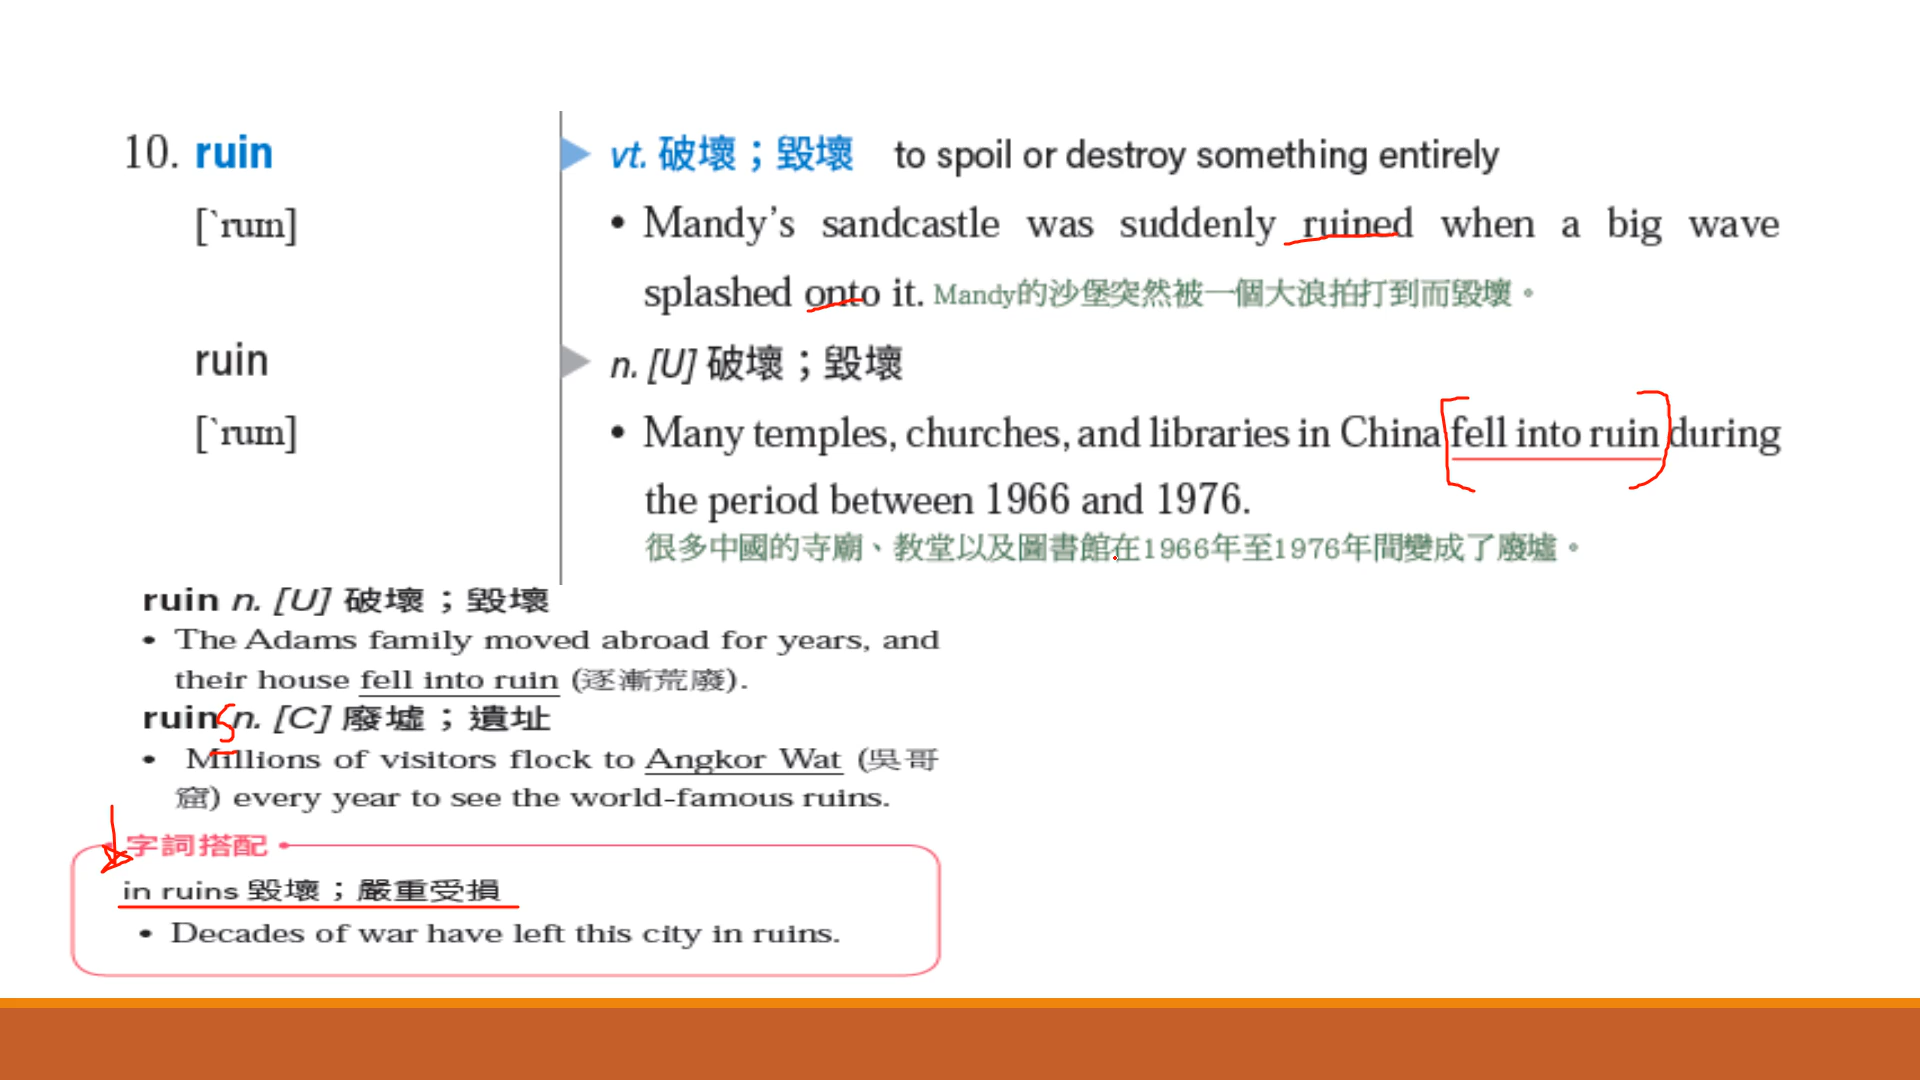 10. ruin
vt. 破壞；毀壞 to spoil or destroy something entirely
[ˋruɪn]
• Mandy’s sandcastle was suddenly ruined when a big wave
splashed onto it. Mandy的沙堡突然被一個大浪拍打到而毀壞。
ruin
n. [U] 破壞；毀壞
[ˋruɪn]
• Many temples, churches, and libraries in China fell into ruin during
the period between 1966 and 1976.
很多中國的寺廟、教堂以及圖書館在1966年至1976年間變成了廢墟。
ruin n. [U] 破壞；毀壞
• The Adams family moved abroad for years, and
their house fell into ruin (逐漸荒廢).
ruins n. [C] 廢墟；遺址
• Millions of visitors flock to Angkor Wat (吳哥
窟) every year to see the world-famous ruins.
字詞搭配
in ruins 毀壞；嚴重受損
• Decades of war have left this city in ruins.